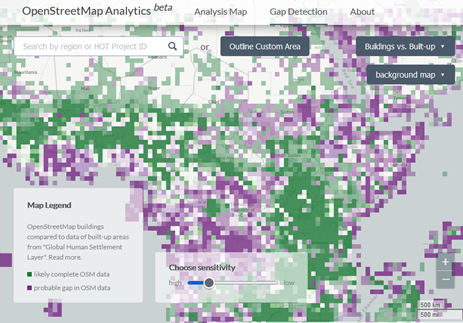 OpenStreetMap Analytics beta
Analysis Map
Gap Detection
About
Search by region or HOT Project ID
or
Outline Custom Area
Buildings vs. Built-up
background map
Mauritania
Map Legend
OpenStreetMap buildings
compared to data of built-up areas
from "Global Human Settlement
Layer". Read more.
likely complete OSM data
probable gap in OSM data
Choose sensitivity
high
low
+
−
500 km
500 mi